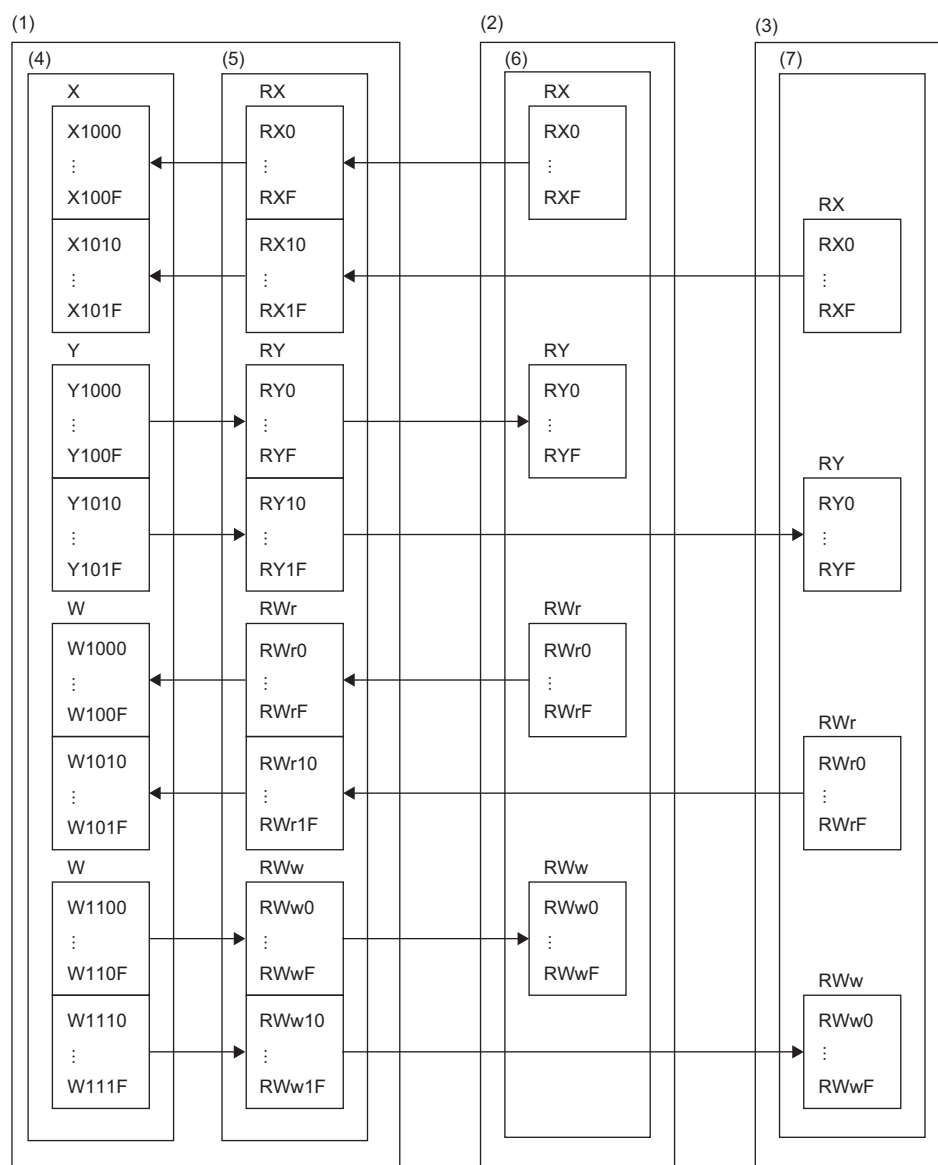 (1)
(2)
(3)
(4)
(5)
(6)
(7)
X
RX
RX
X1000
⋮
X100F
RX0
⋮
RXF
RX0
⋮
RXF
RX
X1010
⋮
X101F
RX10
⋮
RX1F
RX0
⋮
RXF
Y
RY
RY
Y1000
⋮
Y100F
RY0
⋮
RYF
RY0
⋮
RYF
RY
Y1010
⋮
Y101F
RY10
⋮
RY1F
RY0
⋮
RYF
W
RWr
RWr
W1000
⋮
W100F
RWr0
⋮
RWrF
RWr0
⋮
RWrF
RWr
W1010
⋮
W101F
RWr10
⋮
RWr1F
RWr0
⋮
RWrF
W
RWw
RWw
W1100
⋮
W110F
RWw0
⋮
RWwF
RWw0
⋮
RWwF
RWw
W1110
⋮
W111F
RWw10
⋮
RWw1F
RWw0
⋮
RWwF